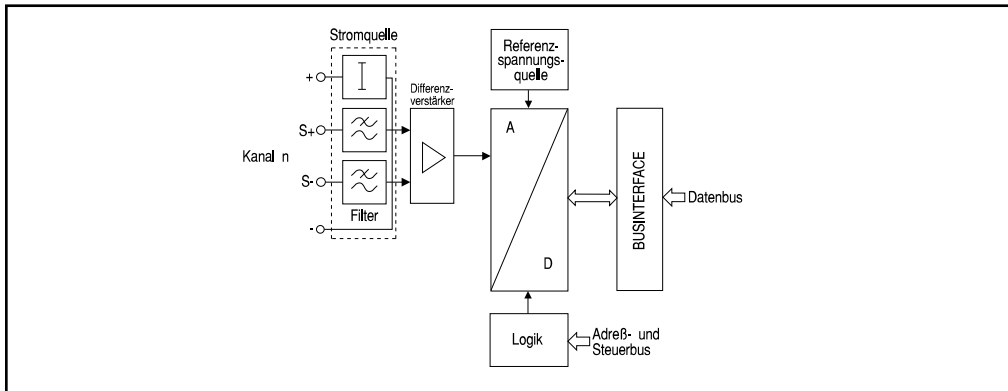 Stromquelle
+
I
S+
Kanal n
S-
Filter
-
Differenz-
verstärker
Referenz-
spannungs-
quelle
A
D
BUSINTERFACE
Datenbus
Logik
Adreß- und
Steuerbus